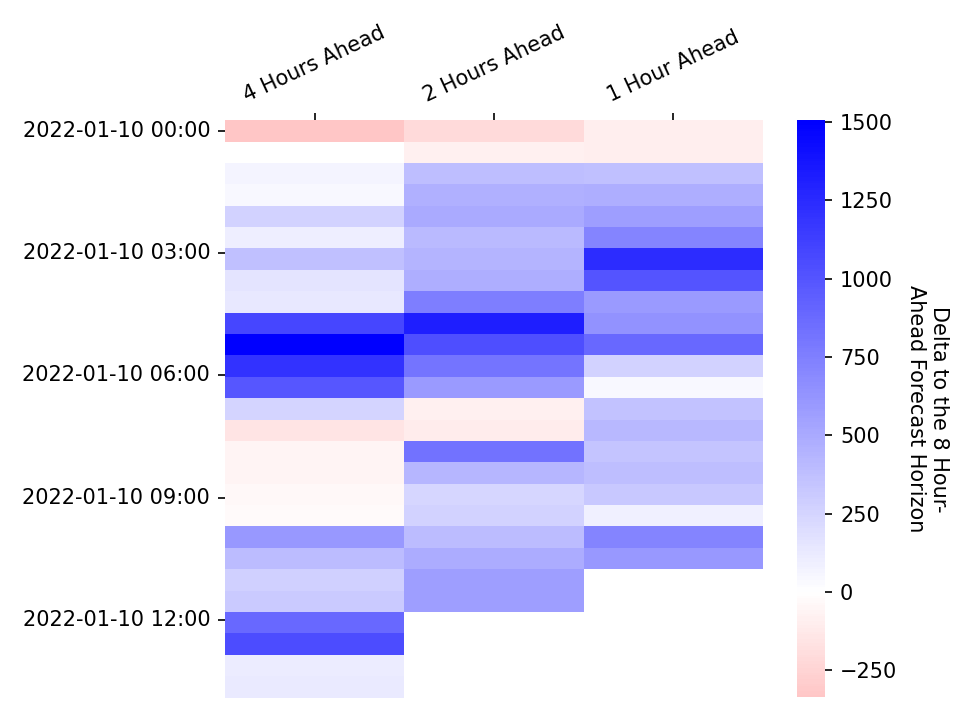 4 Hours Ahead
2 Hours Ahead
1 Hour Ahead
2022-01-10 00:00
2022-01-10 03:00
2022-01-10 06:00
2022-01-10 09:00
2022-01-10 12:00
1500
1250
1000
750
500
250
0
−250
Delta to the 8 Hour-
Ahead Forecast Horizon